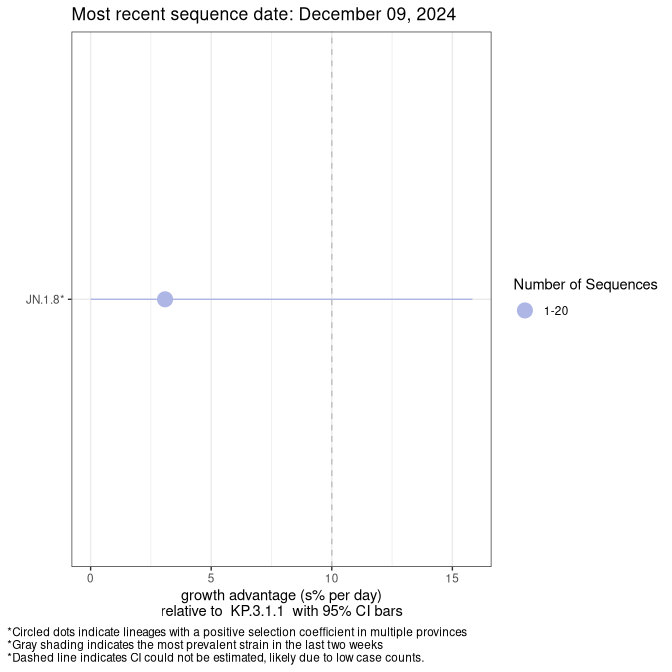 Most recent sequence date: December 09, 2024
JN.1.8*
Number of Sequences
1-20
0 5 10 15
growth advantage (s% per day)
relative to  KP.3.1.1  with 95% CI bars
*Circled dots indicate lineages with a positive selection coefficient in multiple provinces
*Gray shading indicates the most prevalent strain in the last two weeks
*Dashed line indicates CI could not be estimated, likely due to low case counts.